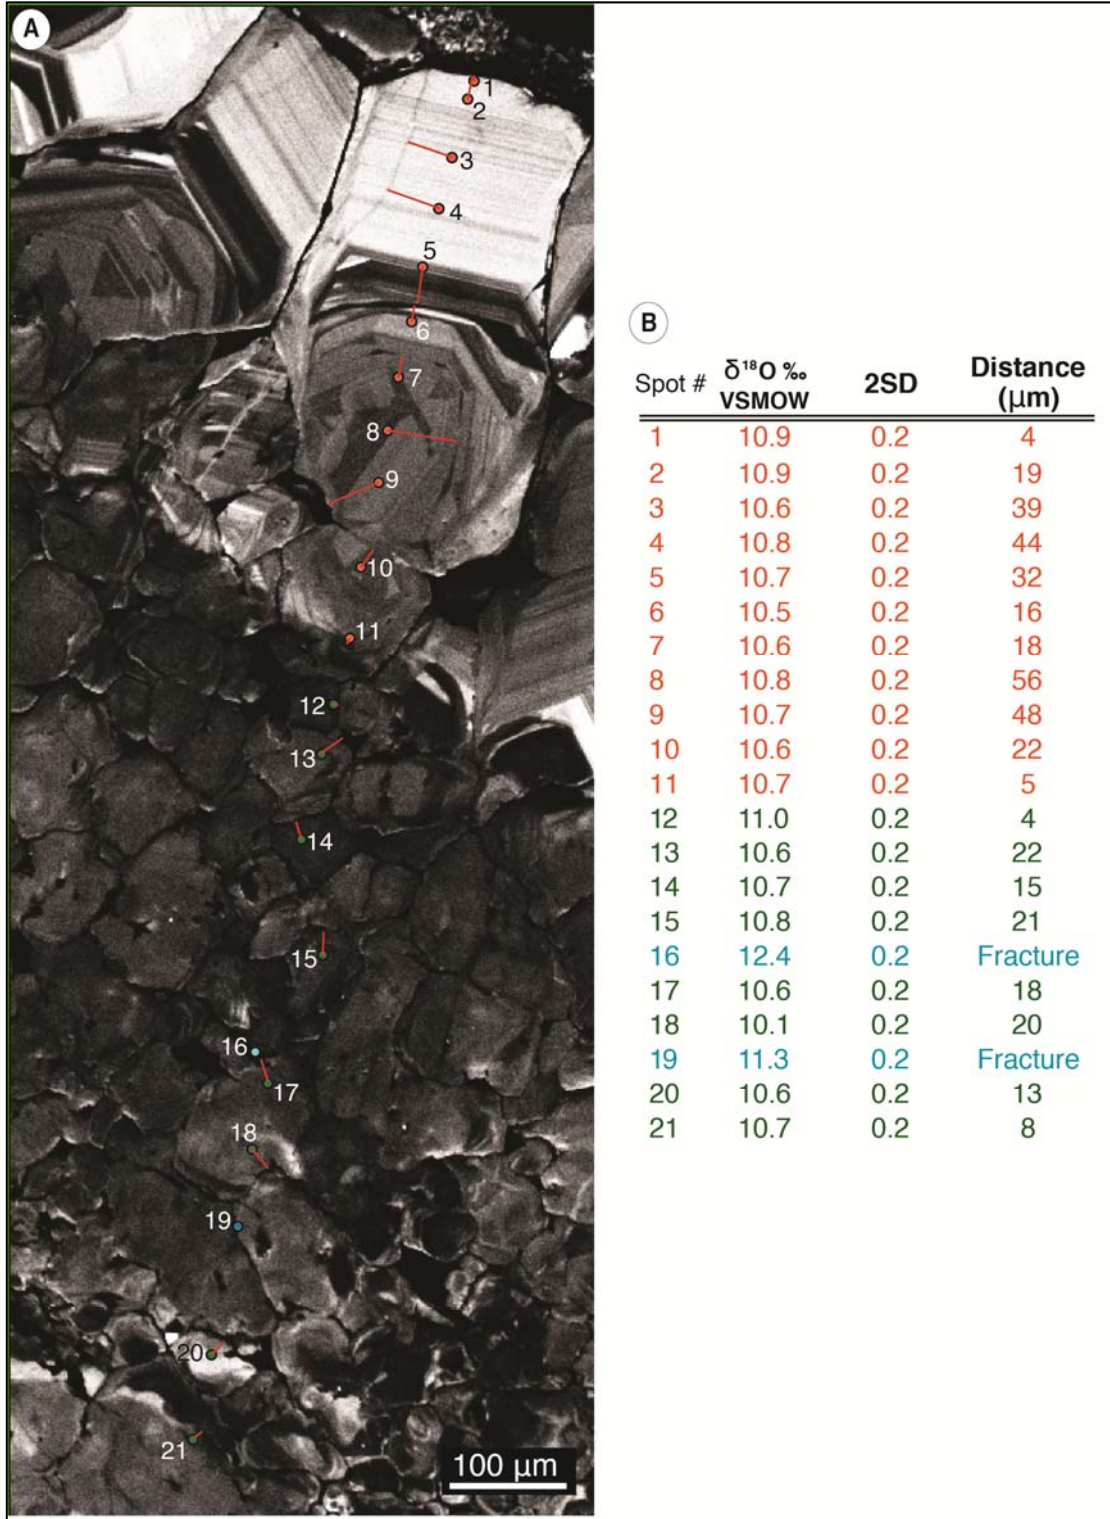 A
1
2
3
4
5
6
7
8
9
10
11
12
13
14
15
16
17
18
19
20
21
100 µm
B
Spot # δ¹⁸O ‰ VSMOW 2SD Distance (µm)
1 10.9 0.2 4
2 10.9 0.2 19
3 10.6 0.2 39
4 10.8 0.2 44
5 10.7 0.2 32
6 10.5 0.2 16
7 10.6 0.2 18
8 10.8 0.2 56
9 10.7 0.2 48
10 10.6 0.2 22
11 10.7 0.2 5
12 11.0 0.2 4
13 10.6 0.2 22
14 10.7 0.2 15
15 10.8 0.2 21
16 12.4 0.2 Fracture
17 10.6 0.2 18
18 10.1 0.2 20
19 11.3 0.2 Fracture
20 10.6 0.2 13
21 10.7 0.2 8